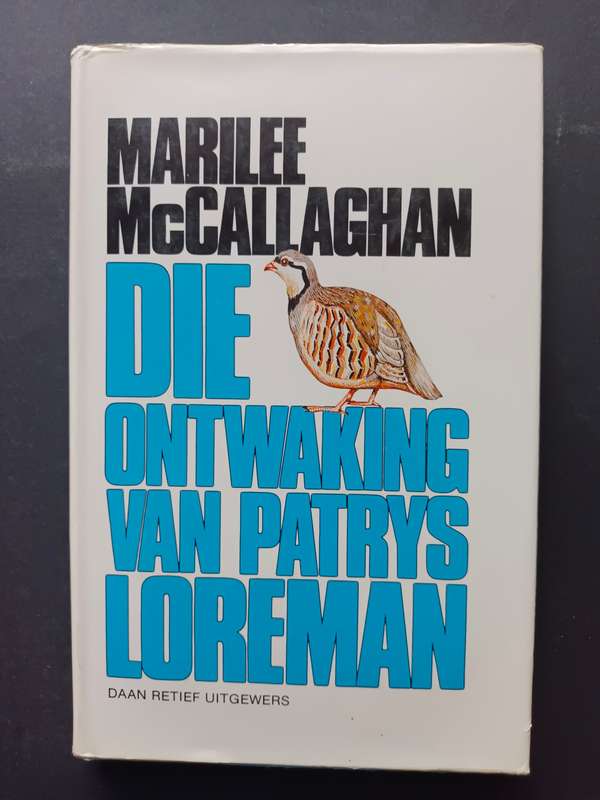 MARILEE
McCALLAGHAN
DIE
ONTWAKING
VAN PATRYS
LOREMAN
DAAN RETIEF UITGEWERS